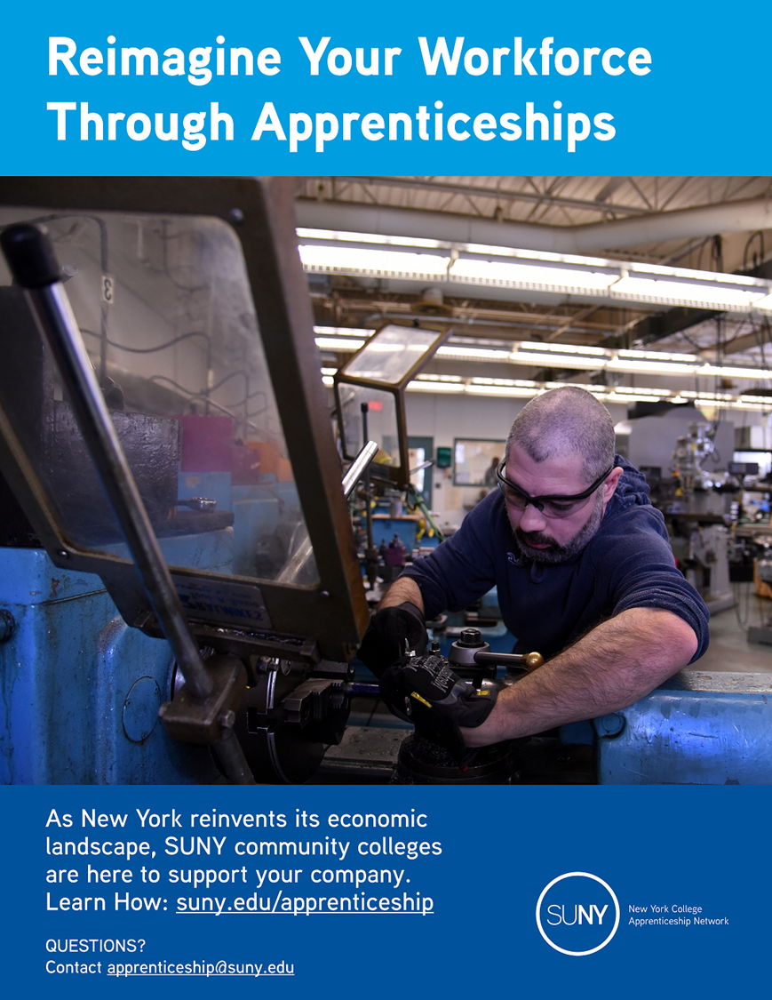 Reimagine Your Workforce
Through Apprenticeships
3
As New York reinvents its economic
landscape, SUNY community colleges
are here to support your company.
Learn How: suny.edu/apprenticeship
QUESTIONS?
Contact apprenticeship@suny.edu
SUNY
New York College
Apprenticeship Network